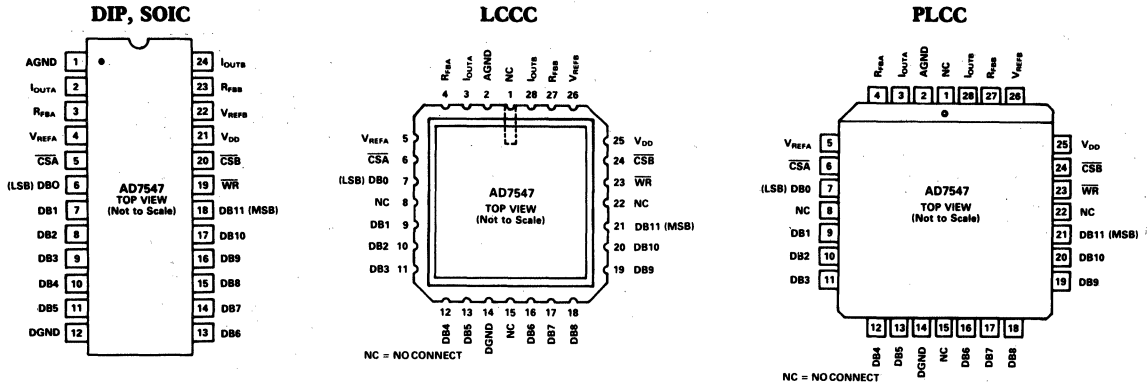 DIP, SOIC
AGND 1
IOUTA 2
RFBA 3
VREFA 4
CSA 5
(LSB) DB0 6
DB1 7
DB2 8
DB3 9
DB4 10
DB5 11
DGND 12
24 IOUTB
23 RFBB
22 VREFB
21 VDD
20 CSB
19 WR
18 DB11 (MSB)
17 DB10
16 DB9
15 DB8
14 DB7
13 DB6
AD7547
TOP VIEW
(Not to Scale)
LCCC
RFBA IOUTA AGND NC IOUTB RFBB VREFB
4 3 2 1 28 27 26
VREFA 5
CSA 6
(LSB) DB0 7
NC 8
DB1 9
DB2 10
DB3 11
25 VDD
24 CSB
23 WR
22 NC
21 DB11 (MSB)
20 DB10
19 DB9
AD7547
TOP VIEW
(Not to Scale)
12 13 14 15 16 17 18
DB4 DB5 DGND NC DB6 DB7 DB8
NC = NO CONNECT
PLCC
RFBA IOUTA AGND NC IOUTB RFBB VREFB
4 3 2 1 28 27 26
VREFA 5
CSA 6
(LSB) DB0 7
NC 8
DB1 9
DB2 10
DB3 11
25 VDD
24 CSB
23 WR
22 NC
21 DB11 (MSB)
20 DB10
19 DB9
AD7547
TOP VIEW
(Not to Scale)
12 13 14 15 16 17 18
DB4 DB5 DGND NC DB6 DB7 DB8
NC = NO CONNECT